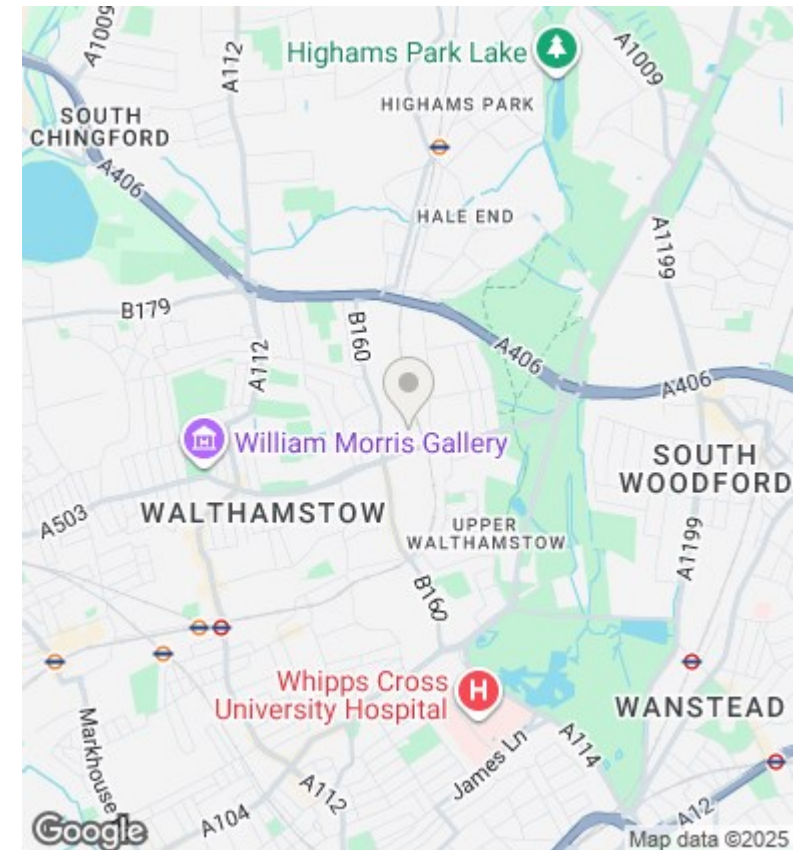 A1009
A112
Highams Park Lake
A1009
SOUTH
CHINGFORD
HIGHAMS PARK
A406
HALE END
A1199
B179
B160
A112
A406
A406
William Morris Gallery
SOUTH
WOODFORD
A503
WALTHAMSTOW
UPPER
WALTHAMSTOW
A1199
B160
Whipps Cross
University Hospital
H
WANSTEAD
Markhouse
James Ln
A114
A112
A104
A12
Google
Map data ©2025